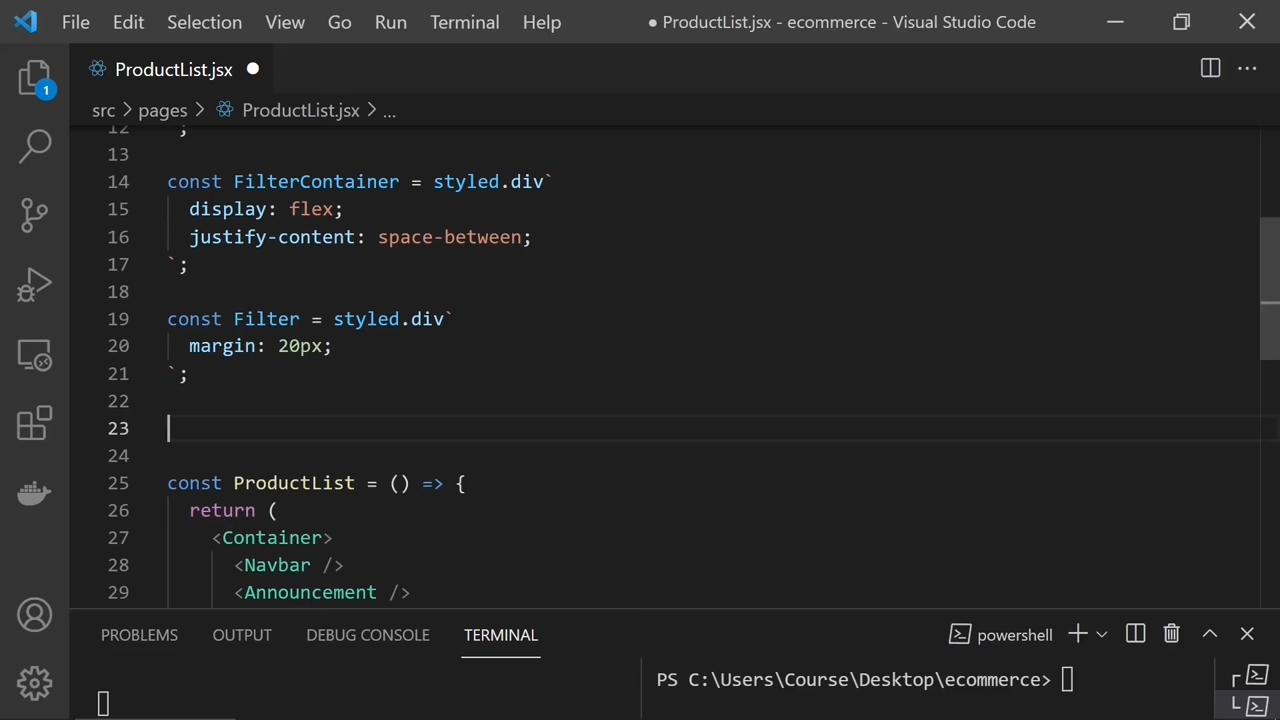 File Edit Selection View Go Run Terminal Help ● ProductList.jsx - ecommerce - Visual Studio Code
ProductList.jsx
1
src > pages > ProductList.jsx > ...
12 `;
13
14 const FilterContainer = styled.div`
15 display: flex;
16 justify-content: space-between;
17 `;
18
19 const Filter = styled.div`
20 margin: 20px;
21 `;
22
23
24
25 const ProductList = () => {
26 return (
27 <Container>
28 <Navbar />
29 <Announcement />
PROBLEMS OUTPUT DEBUG CONSOLE TERMINAL powershell
PS C:\Users\Course\Desktop\ecommerce>